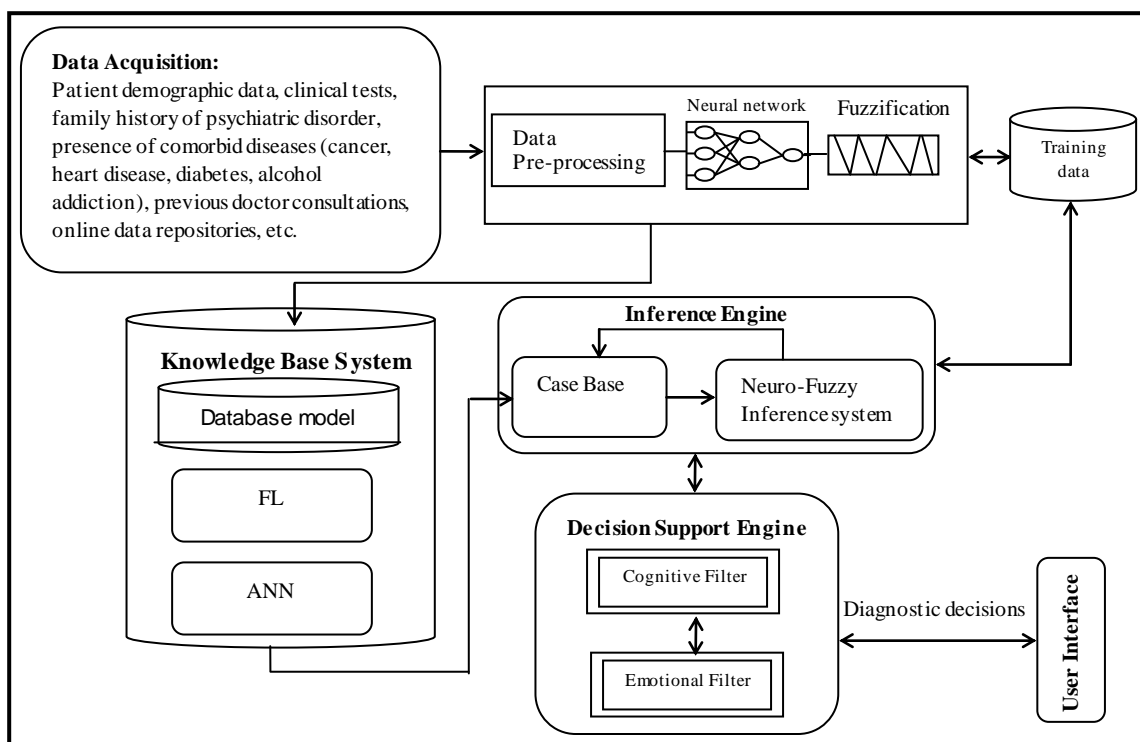 Data Acquisition:
Patient demographic data, clinical tests,
family history of psychiatric disorder,
presence of comorbid diseases (cancer,
heart disease, diabetes, alcohol
addiction), previous doctor consultations,
online data repositories, etc.
Data
Pre-processing
Neural network
Fuzzification
Training
data
Knowledge Base System
Database model
FL
ANN
Inference Engine
Case Base
Neuro-Fuzzy
Inference system
Decision Support Engine
Cognitive Filter
Emotional Filter
Diagnostic decisions
User Interface